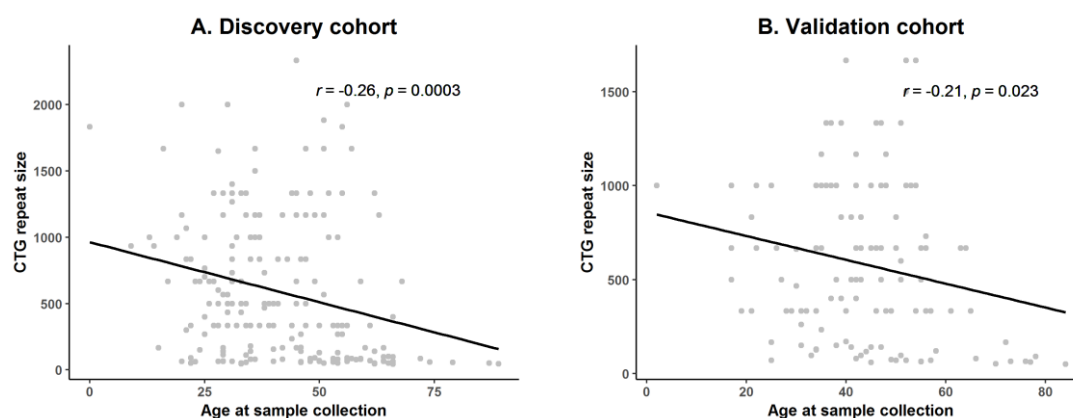 A. Discovery cohort
r = -0.26, p = 0.0003
CTG repeat size
2000
1500
1000
500
0
0
25
50
75
Age at sample collection
B. Validation cohort
r = -0.21, p = 0.023
CTG repeat size
1500
1000
500
0
0
20
40
60
80
Age at sample collection